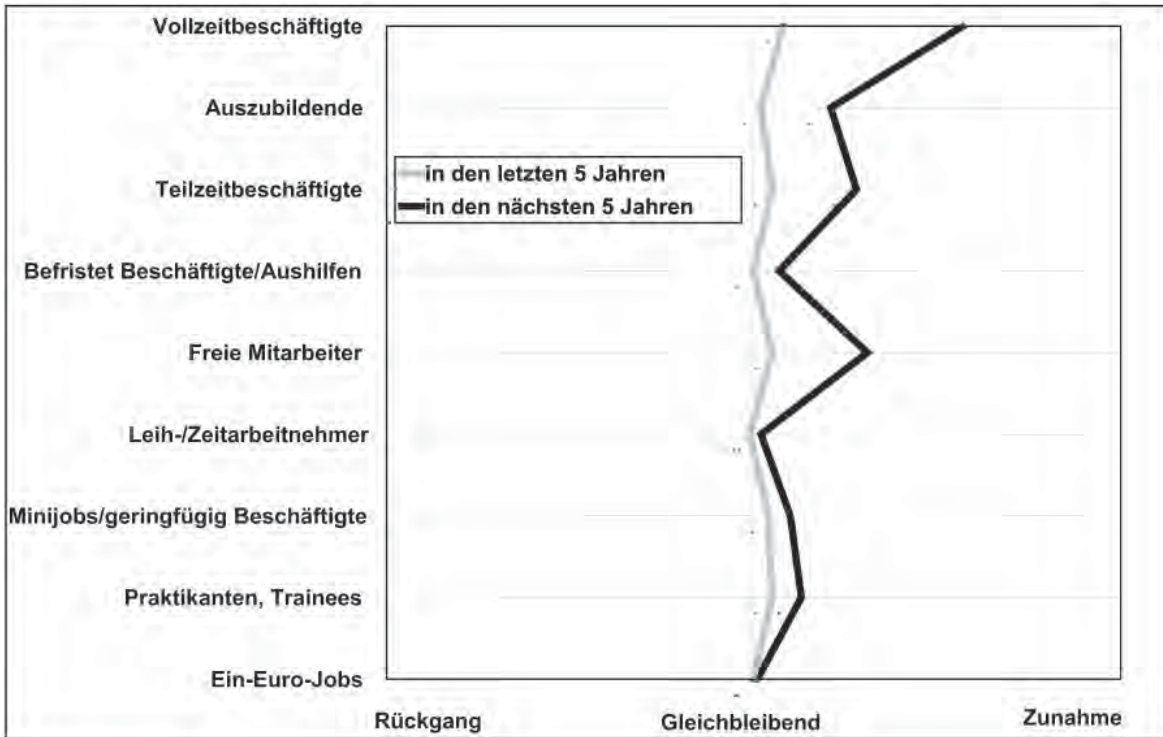 Vollzeitbeschäftigte
Auszubildende
Teilzeitbeschäftigte
Befristet Beschäftigte/Aushilfen
Freie Mitarbeiter
Leih-/Zeitarbeitnehmer
Minijobs/geringfügig Beschäftigte
Praktikanten, Trainees
Ein-Euro-Jobs
in den letzten 5 Jahren
in den nächsten 5 Jahren
Rückgang Gleichbleibend Zunahme